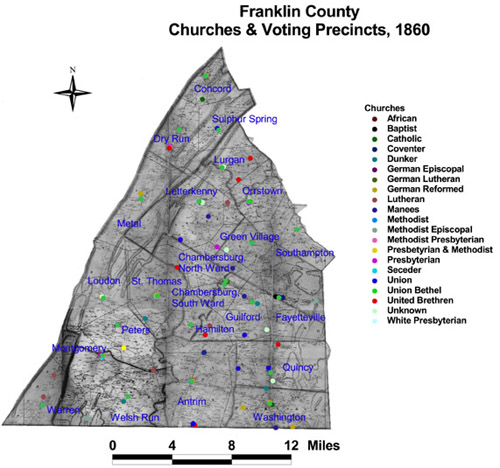 Franklin County
Churches & Voting Precincts, 1860
N
Concord
Sulphur Spring
Dry Run
Lurgan
Letterkenny
Orrstown
Metal
Green Village
Southampton
Chambersburg,
North Ward
Loudon
St. Thomas
Chambersburg,
South Ward
Guilford
Fayetteville
Peters
Hamilton
Montgomery
Quincy
Warren
Welsh Run
Antrim
Washington
0 4 8 12 Miles
Churches
African
Baptist
Catholic
Coventer
Dunker
German Episcopal
German Lutheran
German Reformed
Lutheran
Manees
Methodist
Methodist Episcopal
Methodist Presbyterian
Presbetyrian & Methodist
Presbyterian
Seceder
Union
Union Bethel
United Brethren
Unknown
White Presbyterian